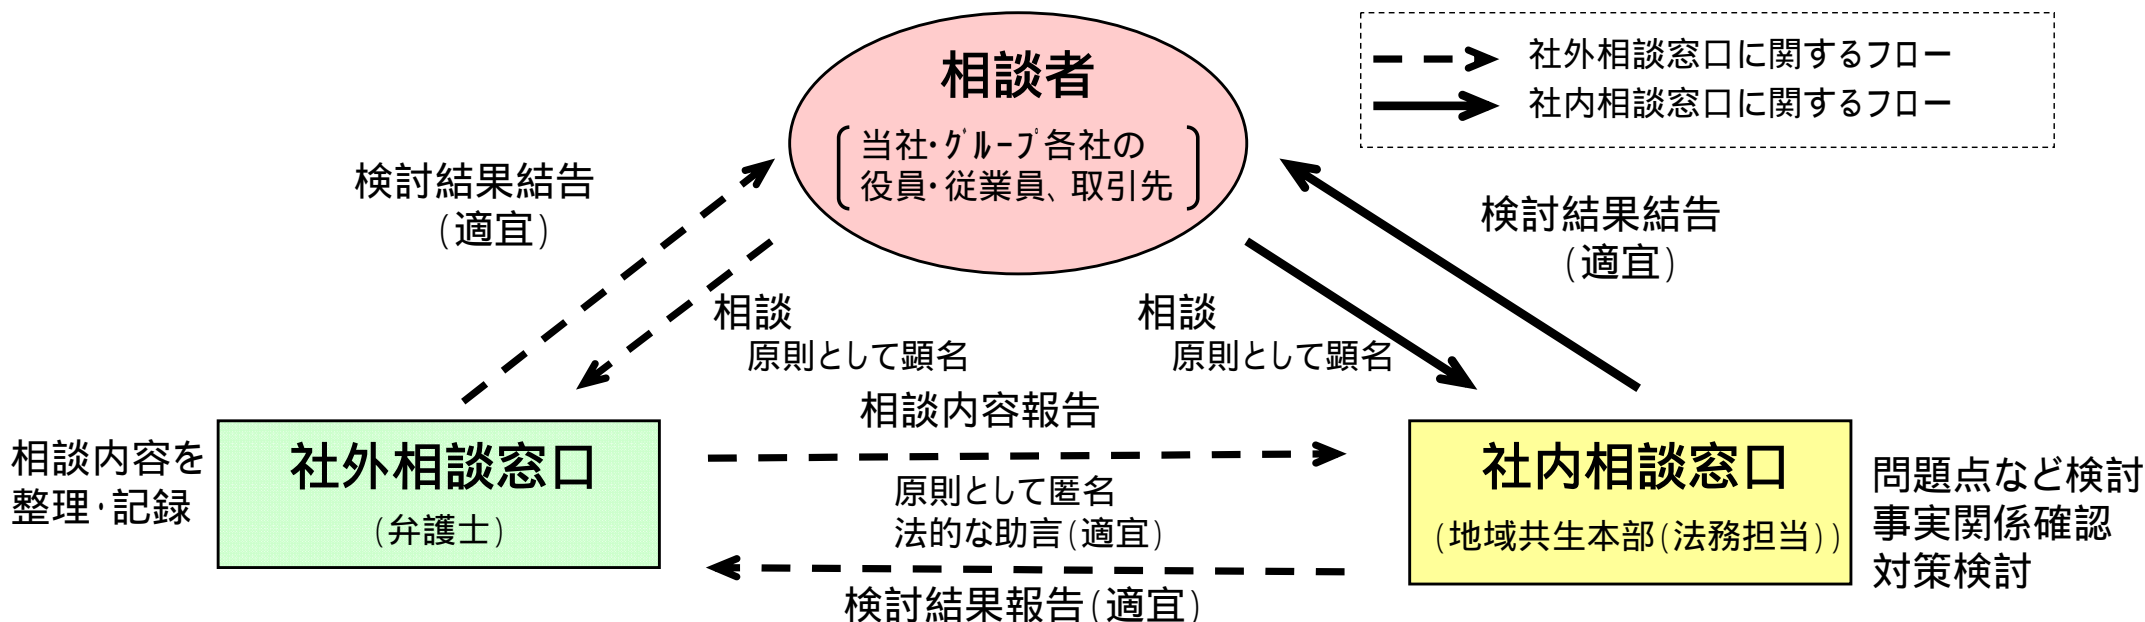 相談者
当社・グループ各社の
役員・従業員、取引先
社外相談窓口に関するフロー
社内相談窓口に関するフロー
検討結果結告
(適宜)
検討結果結告
(適宜)
相談
原則として顕名
相談
原則として顕名
相談内容を
整理・記録
社外相談窓口
(弁護士)
相談内容報告
原則として匿名
法的な助言(適宜)
検討結果報告(適宜)
社内相談窓口
(地域共生本部(法務担当))
問題点など検討
事実関係確認
対策検討